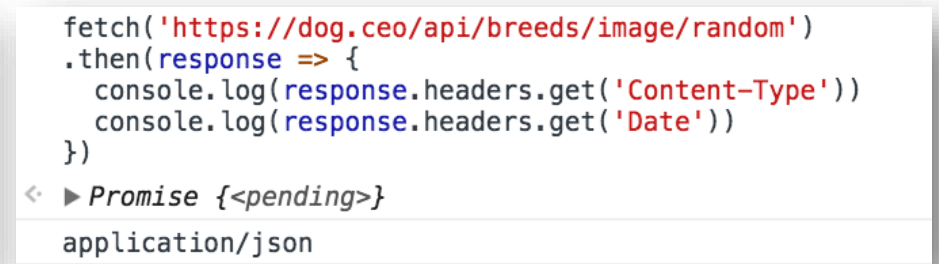 fetch('https://dog.ceo/api/breeds/image/random')
.then(response => {
  console.log(response.headers.get('Content-Type'))
  console.log(response.headers.get('Date'))
})
Promise {<pending>}
application/json